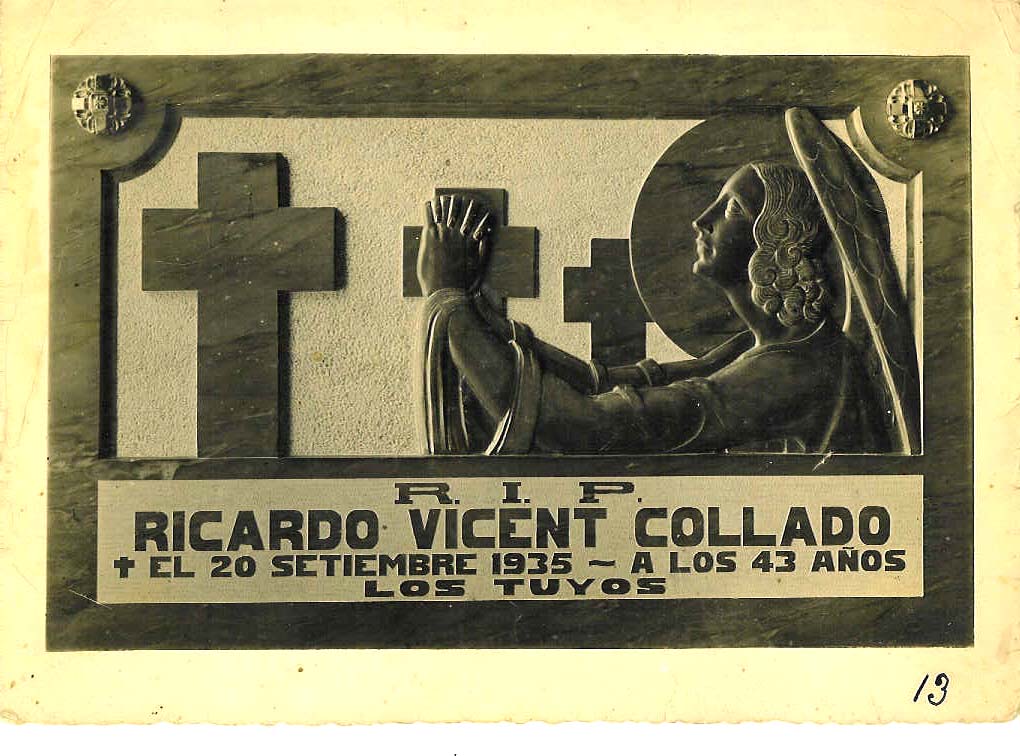 R. I. P.
RICARDO VICENT COLLADO
✝ EL 20 SETIEMBRE 1935 ~ A LOS 43 AÑOS
LOS TUYOS
13